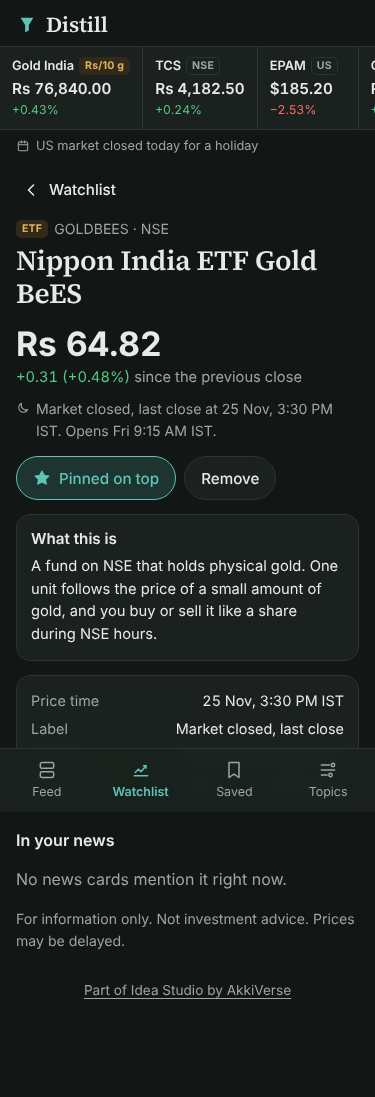 Distill
Gold India Rs/10 g TCS NSE EPAM US
Rs 76,840.00 Rs 4,182.50 $185.20
+0.43% +0.24% −2.53%
US market closed today for a holiday
Watchlist
ETF GOLDBEES · NSE
Nippon India ETF Gold
BeES
Rs 64.82
+0.31 (+0.48%) since the previous close
Market closed, last close at 25 Nov, 3:30 PM
IST. Opens Fri 9:15 AM IST.
Pinned on top Remove
What this is
A fund on NSE that holds physical gold. One
unit follows the price of a small amount of
gold, and you buy or sell it like a share
during NSE hours.
Price time 25 Nov, 3:30 PM IST
Label Market closed, last close
Feed Watchlist Saved Topics
In your news
No news cards mention it right now.
For information only. Not investment advice. Prices
may be delayed.
Part of Idea Studio by AkkiVerse